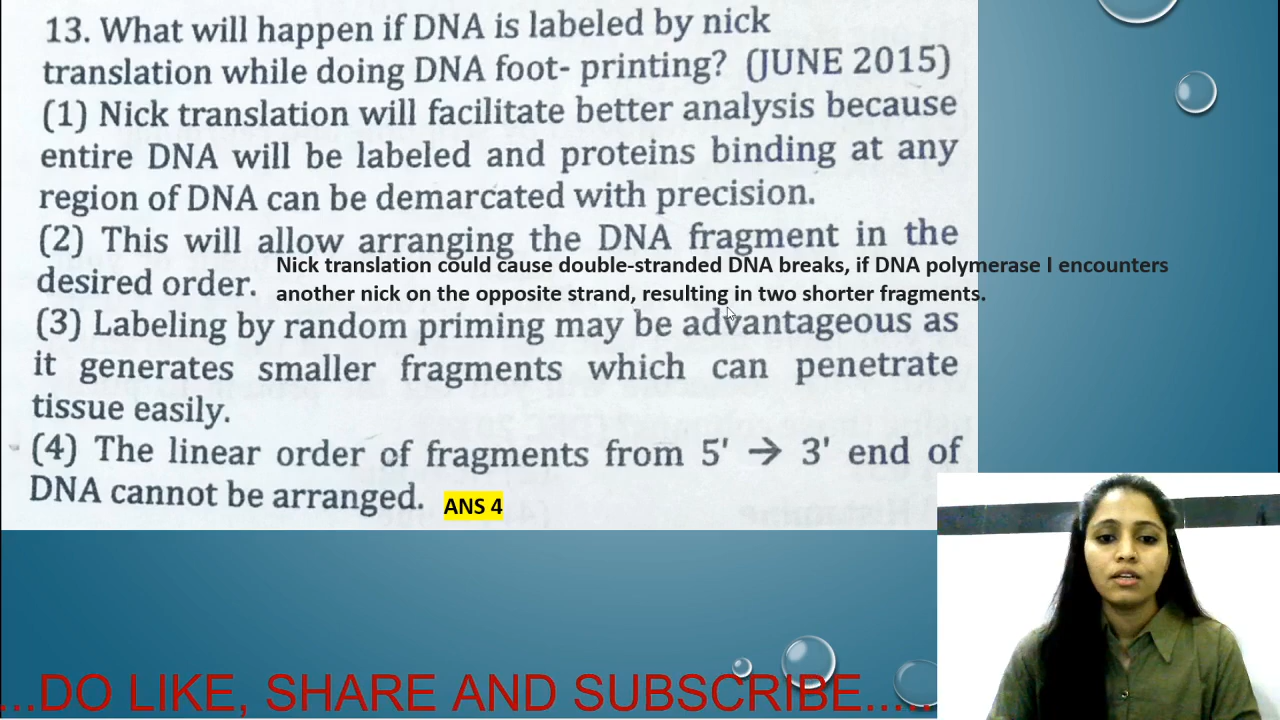 13. What will happen if DNA is labeled by nick
translation while doing DNA foot- printing? (JUNE 2015)
(1) Nick translation will facilitate better analysis because
entire DNA will be labeled and proteins binding at any
region of DNA can be demarcated with precision.
(2) This will allow arranging the DNA fragment in the
desired order.
Nick translation could cause double-stranded DNA breaks, if DNA polymerase I encounters
another nick on the opposite strand, resulting in two shorter fragments.
(3) Labeling by random priming may be advantageous as
it generates smaller fragments which can penetrate
tissue easily.
(4) The linear order of fragments from 5' → 3' end of
DNA cannot be arranged. ANS 4
...DO LIKE, SHARE AND SUBSCRIBE......